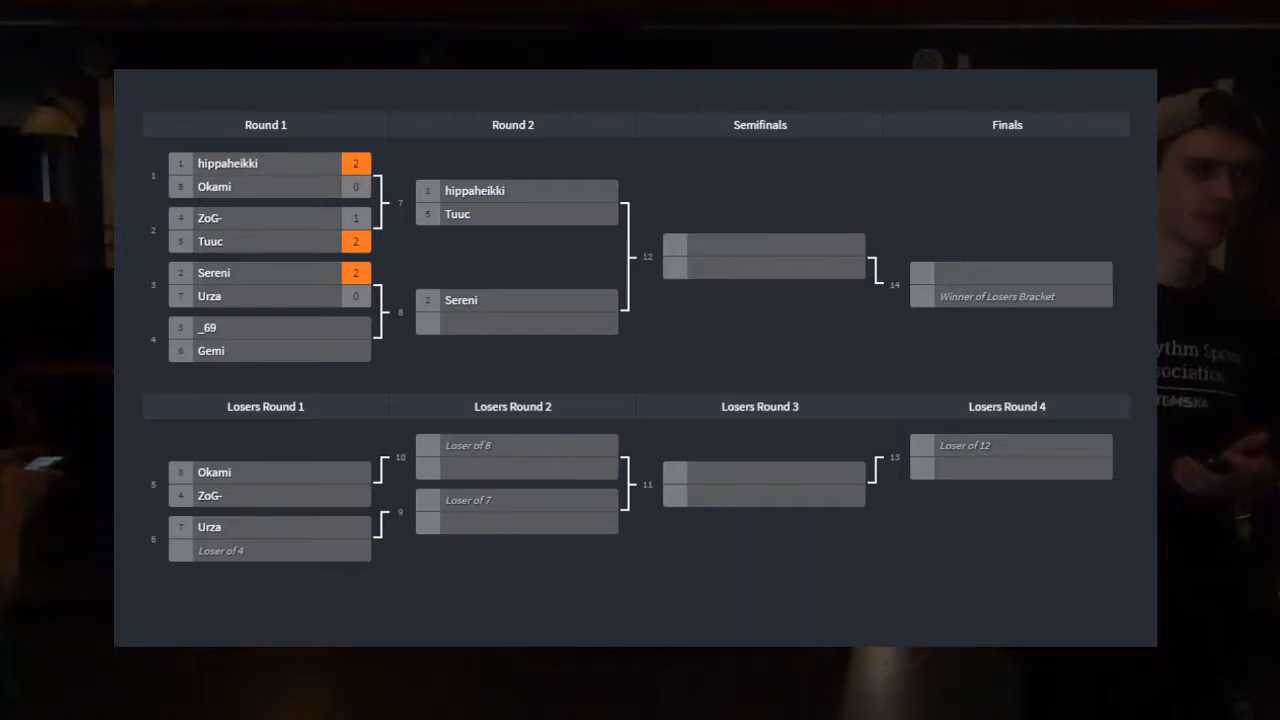 Round 1
Round 2
Semifinals
Finals
1
1 hippaheikki 2
8 Okami 0
2
4 ZoG- 1
5 Tuuc 2
3
2 Sereni 2
7 Urza 0
4
3 _69
6 Gemi
7
1 hippaheikki
5 Tuuc
8
2 Sereni
12
14
Winner of Losers Bracket
Losers Round 1
Losers Round 2
Losers Round 3
Losers Round 4
5
8 Okami
4 ZoG-
6
7 Urza
Loser of 4
10
Loser of 8
9
Loser of 7
11
13
Loser of 12